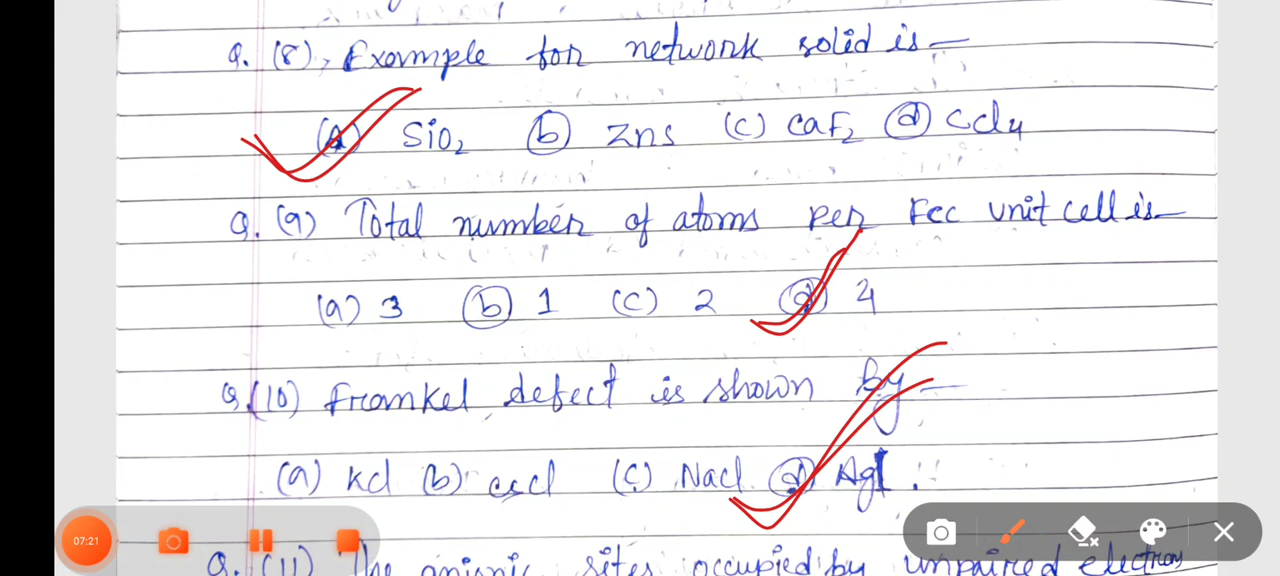 Q. (8), Example for network solid is—
(a) SiO2 (b) Zns (c) CaF2 (d) CCl4
Q. (9) Total number of atoms per Fcc unit cell is—
(a) 3 (b) 1 (c) 2 (d) 4
Q. (10) Framkel defect is shown by—
(a) Kcl (b) cscl (c) Nacl (d) AgI
07:21
Q. (11) The anionic sites occupied by unpaired electron